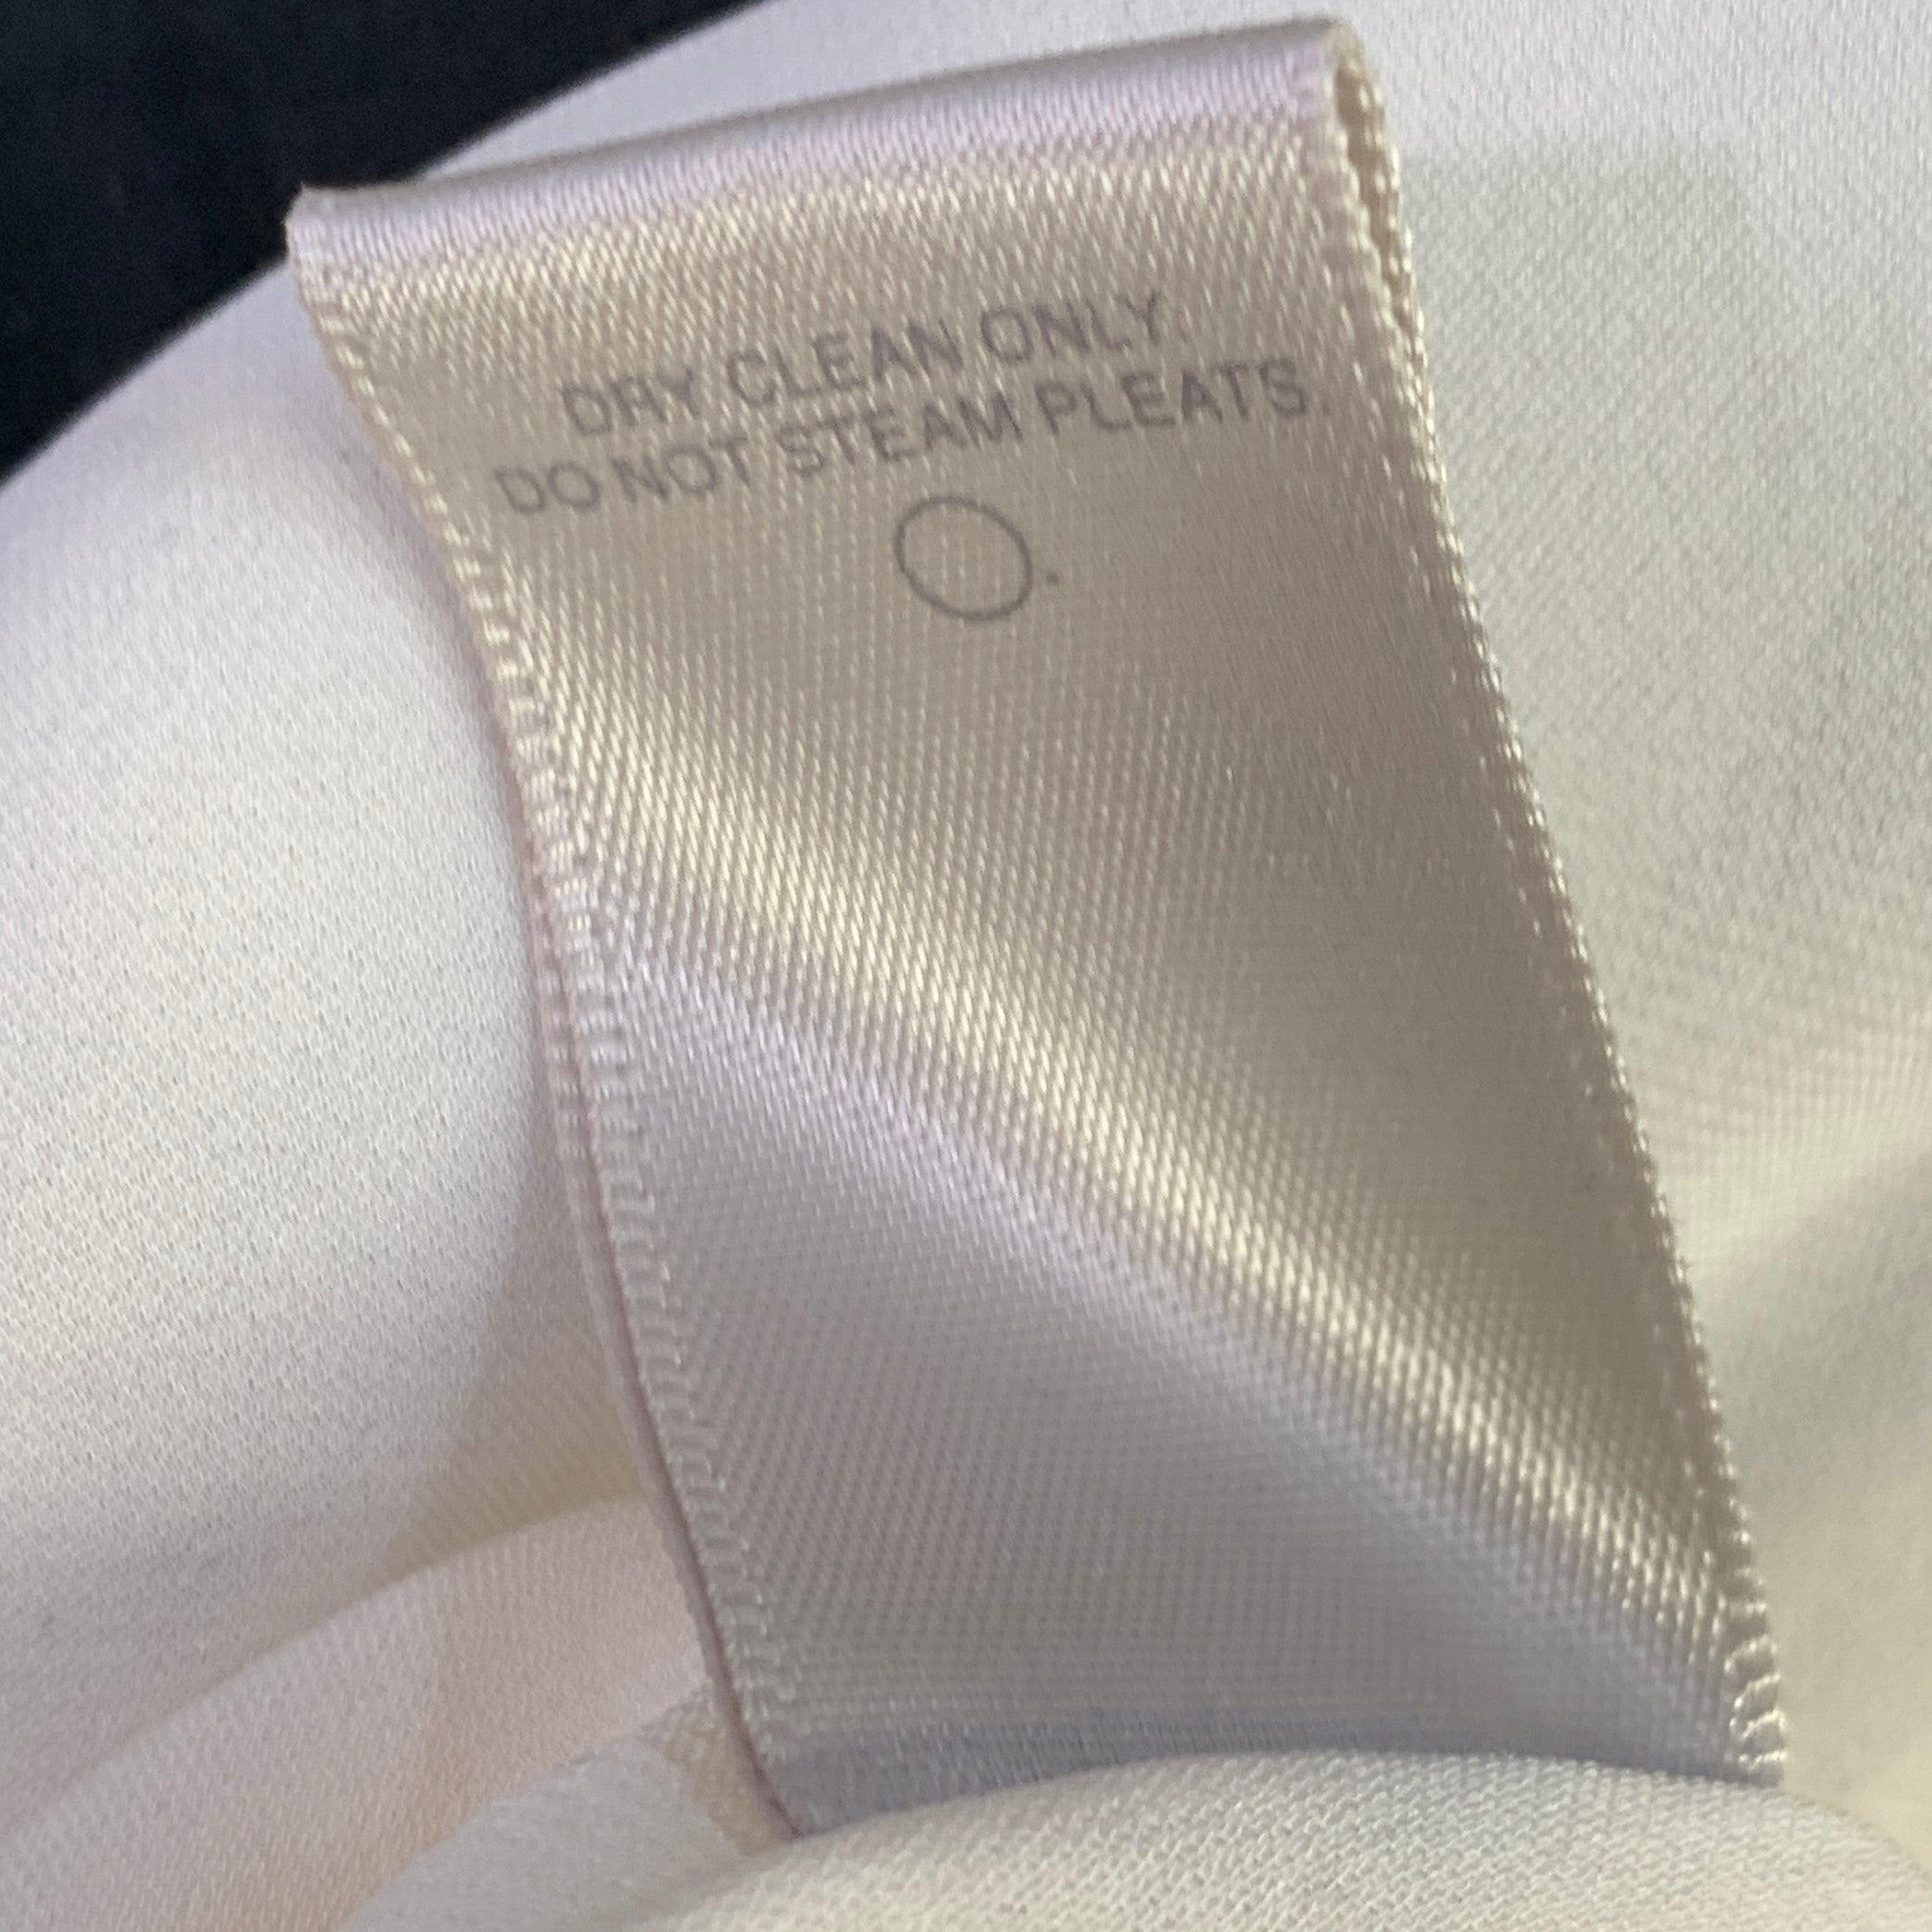 DRY CLEAN ONLY.
DO NOT STEAM PLEATS.